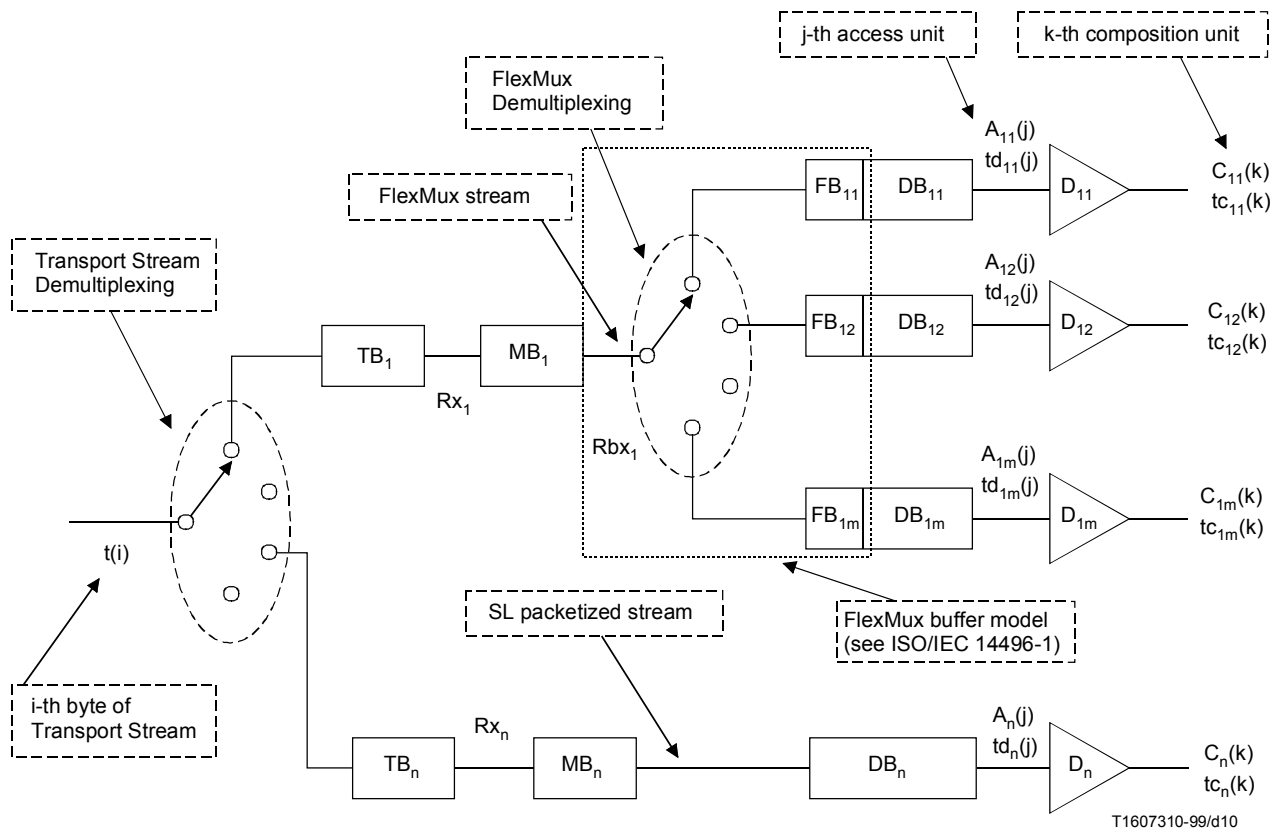 j-th access unit
k-th composition unit
FlexMux
Demultiplexing
A11(j)
td11(j)
C11(k)
tc11(k)
FB11
DB11
D11
FlexMux stream
Transport Stream
Demultiplexing
A12(j)
td12(j)
C12(k)
tc12(k)
FB12
DB12
D12
TB1
MB1
Rx1
Rbx1
A1m(j)
td1m(j)
C1m(k)
tc1m(k)
FB1m
DB1m
D1m
t(i)
SL packetized stream
FlexMux buffer model
(see ISO/IEC 14496-1)
i-th byte of
Transport Stream
Rxn
An(j)
tdn(j)
Cn(k)
tcn(k)
TBn
MBn
DBn
Dn
T1607310-99/d10